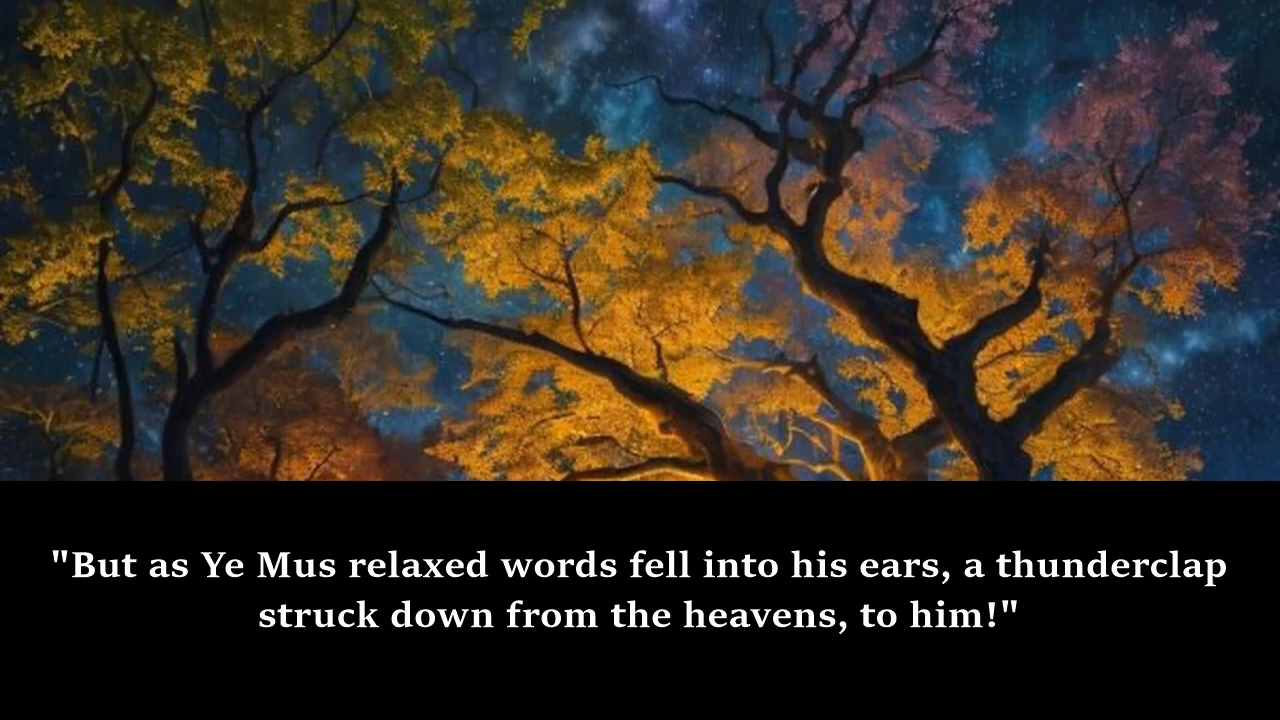 "But as Ye Mus relaxed words fell into his ears, a thunderclap
struck down from the heavens, to him!"